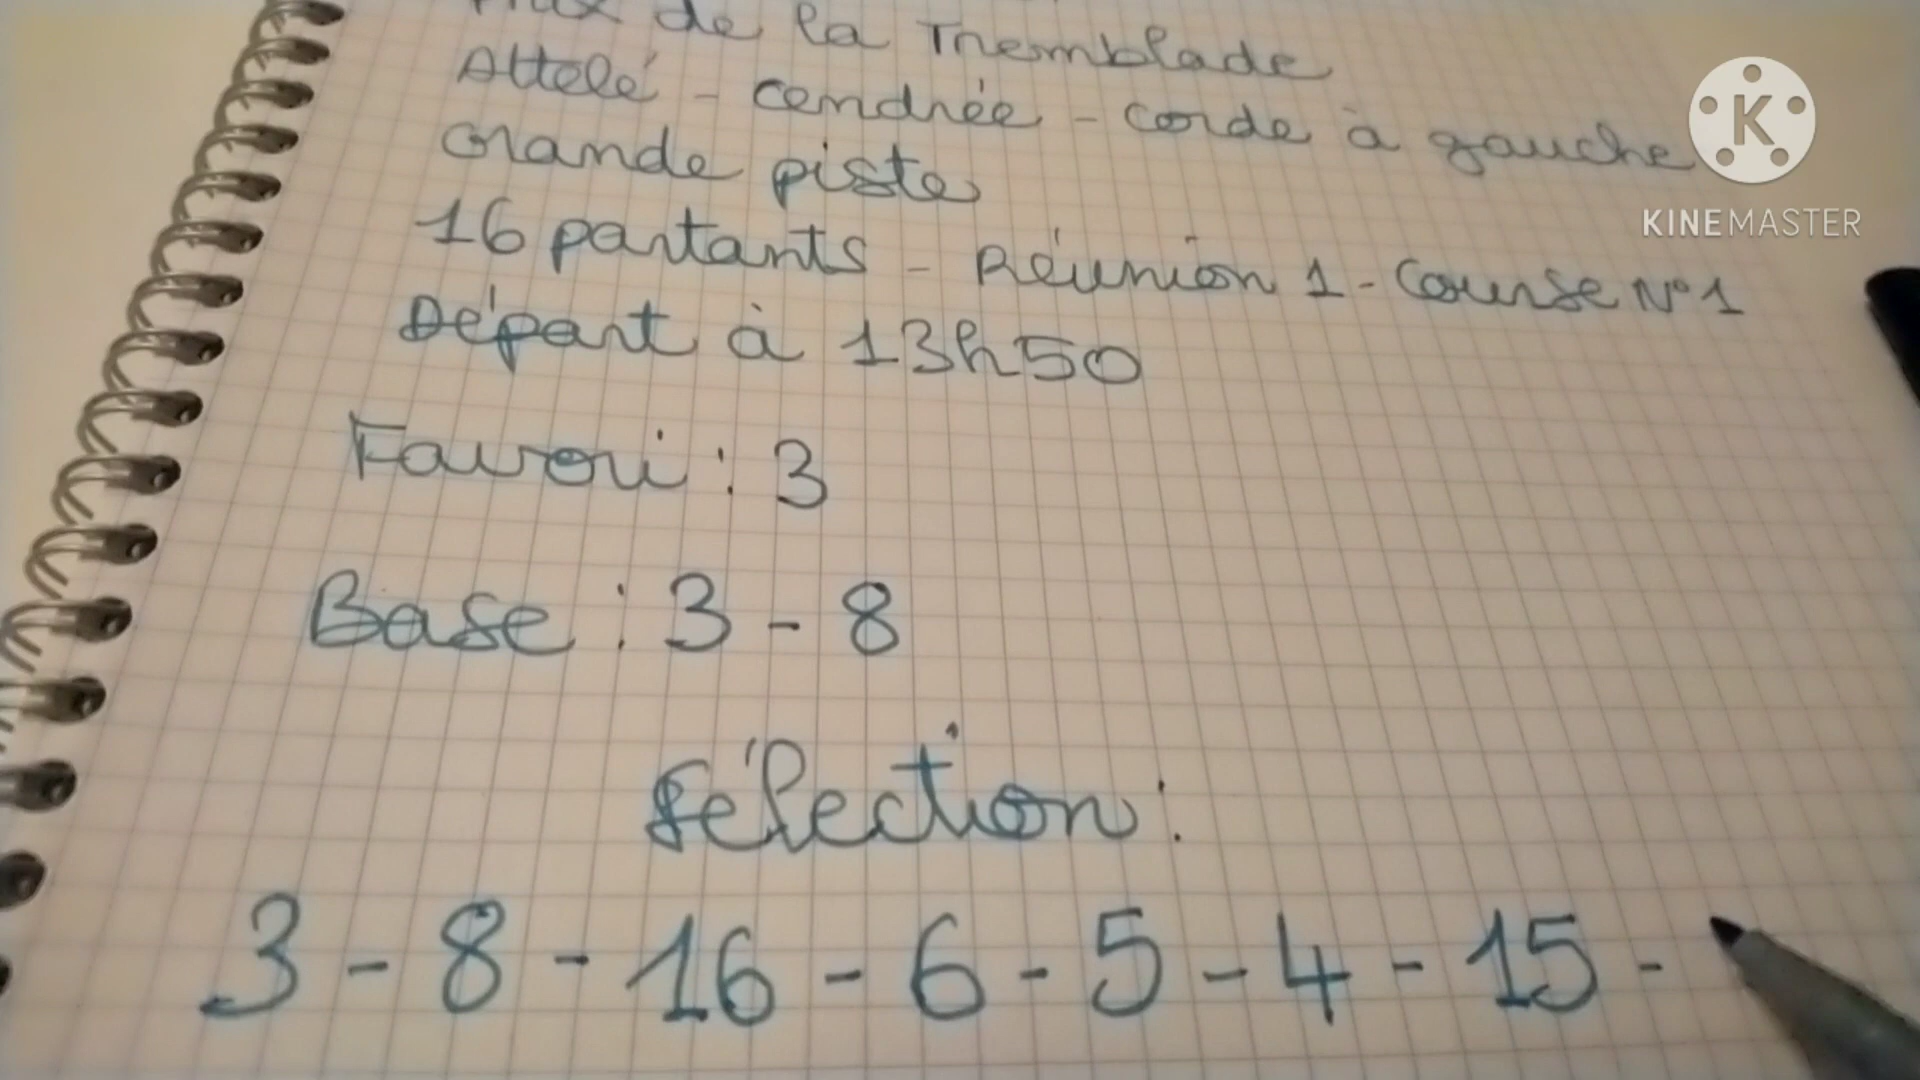 Prix de la Tremblade
Attelé - cendrée - corde à gauche
Grande piste
16 partants - Réunion 1 - Course N°1
Départ à 13h50
Favori : 3
Base : 3 - 8
Sélection :
3 - 8 - 16 - 6 - 5 - 4 - 15 -
K
KINEMASTER